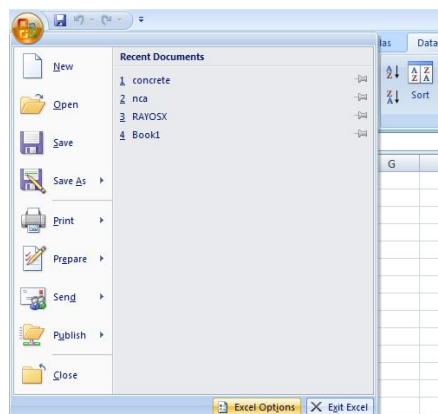 las Data
Recent Documents
New
1 concrete
2 nca
Open
3 RAYOSX
4 Book1
Save
Save As
Print
Prepare
Send
Publish
Close
Excel Options
Exit Excel
A
Z
A Z
Z A
Z
A
Sort
G